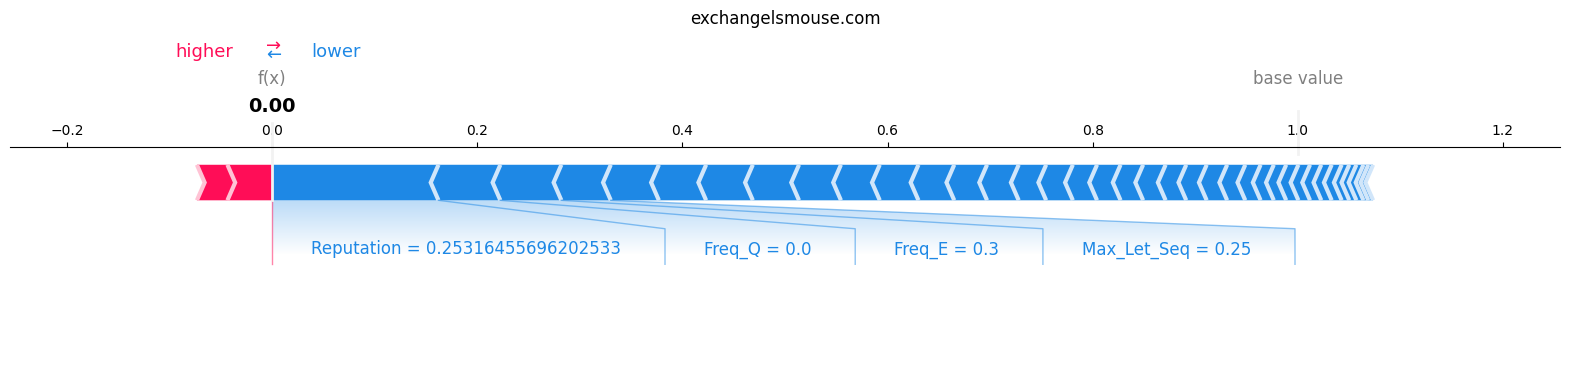 exchangelsmouse.com
higher ⇄ lower
f(x) base value
0.00
−0.2 0.0 0.2 0.4 0.6 0.8 1.0 1.2
Reputation = 0.25316455696202533 Freq_Q = 0.0 Freq_E = 0.3 Max_Let_Seq = 0.25